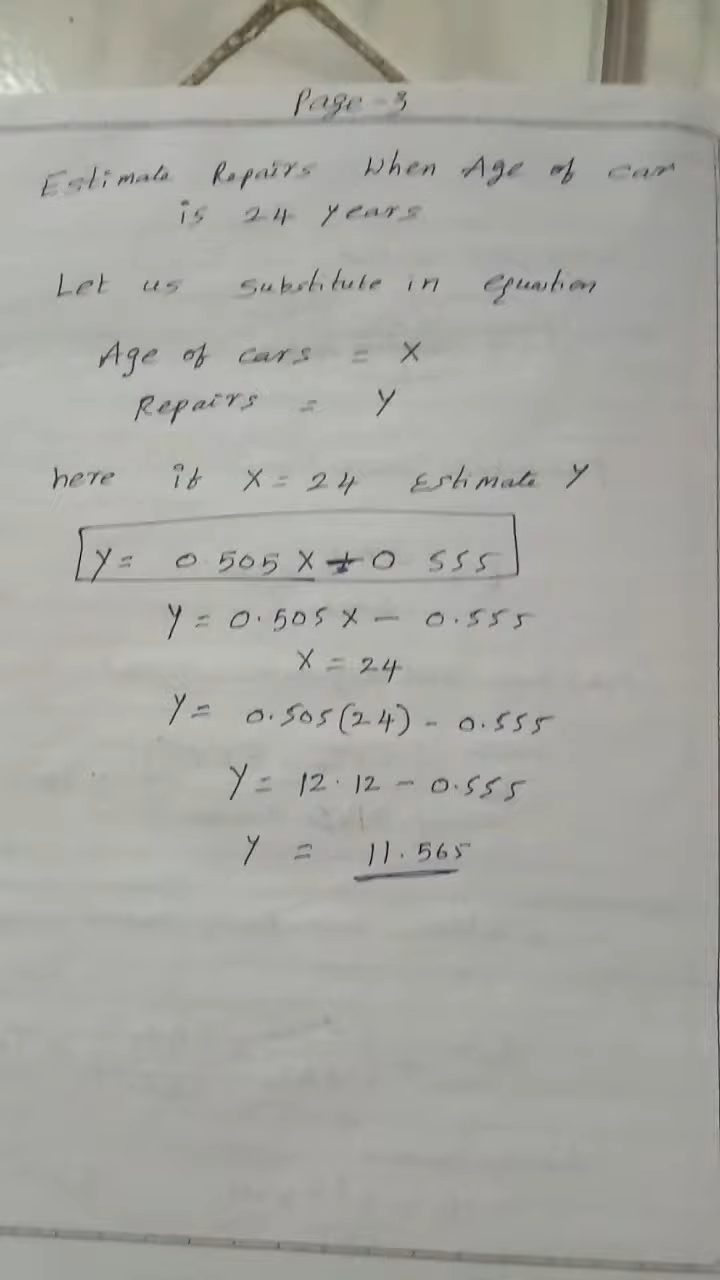 Page-3
Estimate Repairs When Age of car
is 24 years
Let us substitute in equation
Age of cars = X
Repairs = Y
here if X = 24 Estimate Y
Y = 0.505 X + 0 555
Y = 0.505 X - 0.555
X = 24
Y = 0.505(24) - 0.555
Y = 12.12 - 0.555
Y = 11.565